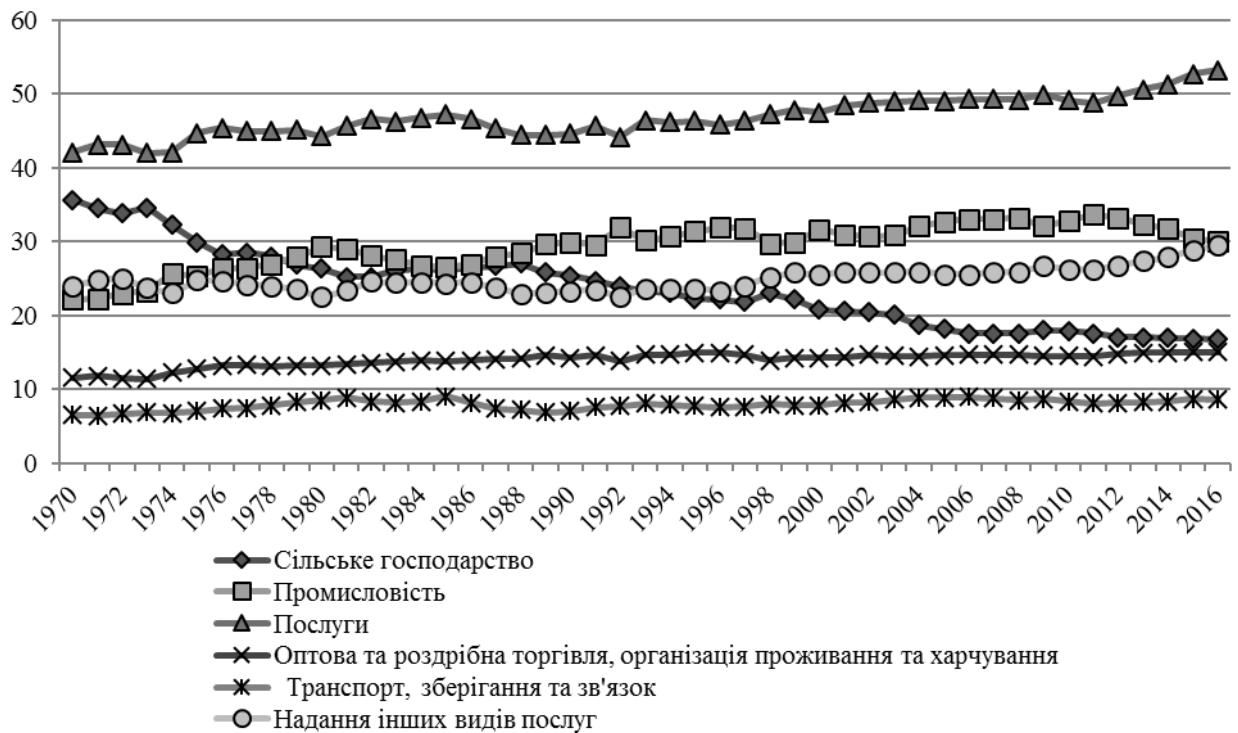 60
50
40
30
20
10
0
1970 1972 1974 1976 1978 1980 1982 1984 1986 1988 1990 1992 1994 1996 1998 2000 2002 2004 2006 2008 2010 2012 2014 2016
Сільське господарство
Промисловість
Послуги
Оптова та роздрібна торгівля, організація проживання та харчування
Транспорт, зберігання та зв'язок
Надання інших видів послуг